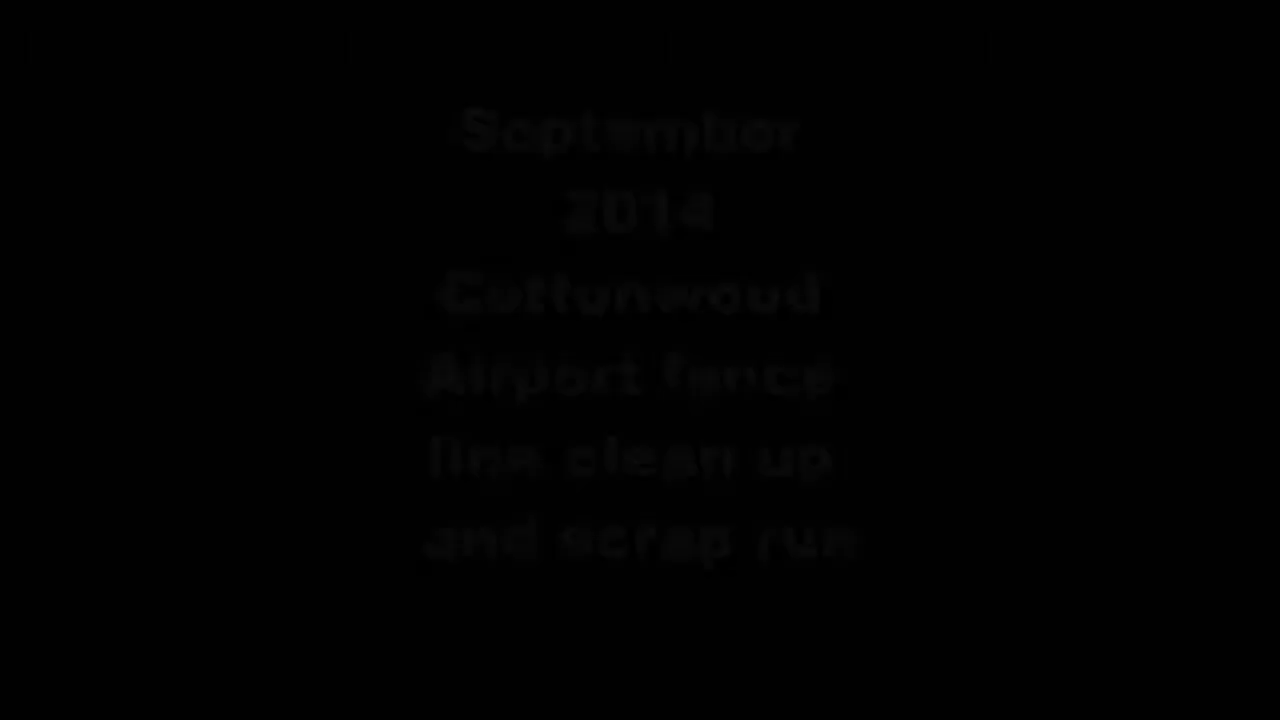 September
2014
Cottonwood
Airport fence
line clean up
and scrap run